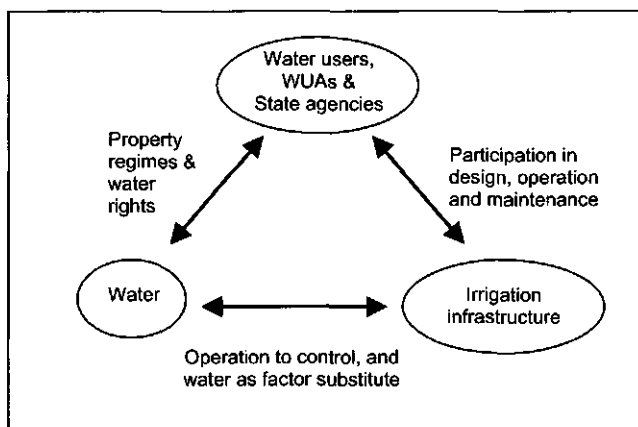 Water users,
WUAs &
State agencies
Property
regimes &
water
rights
Participation in
design, operation
and maintenance
Water
Irrigation
infrastructure
Operation to control, and
water as factor substitute